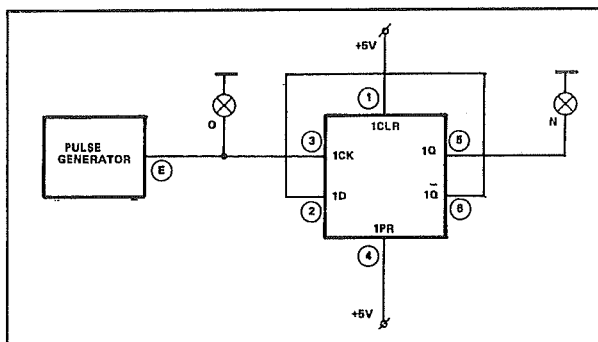 +5V
1
1CLR
O
N
PULSE
GENERATOR
E
3
1CK
1Q
5
2
1D
1Q̅
6
1PR
4
+5V